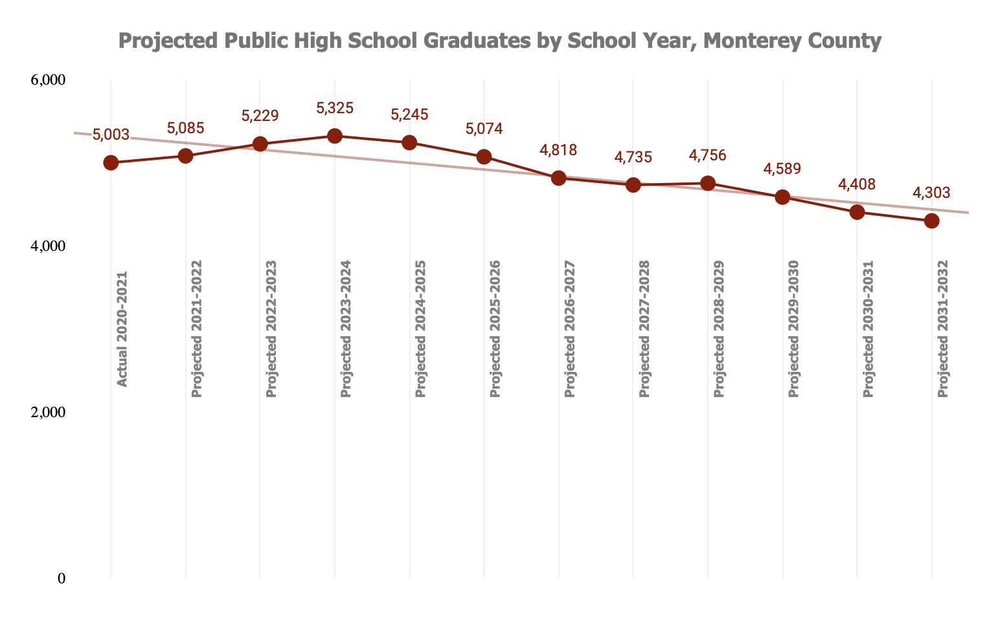 Projected Public High School Graduates by School Year, Monterey County
6,000
4,000
2,000
0
5,003
5,085
5,229
5,325
5,245
5,074
4,818
4,735
4,756
4,589
4,408
4,303
Actual 2020-2021
Projected 2021-2022
Projected 2022-2023
Projected 2023-2024
Projected 2024-2025
Projected 2025-2026
Projected 2026-2027
Projected 2027-2028
Projected 2028-2029
Projected 2029-2030
Projected 2030-2031
Projected 2031-2032